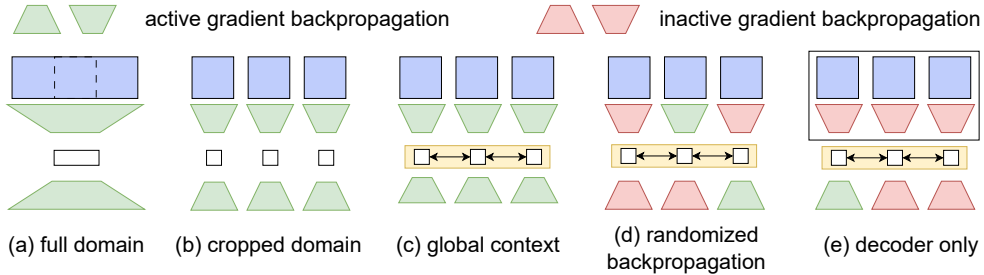 active gradient backpropagation
inactive gradient backpropagation
(a) full domain
(b) cropped domain
(c) global context
(d) randomized
backpropagation
(e) decoder only